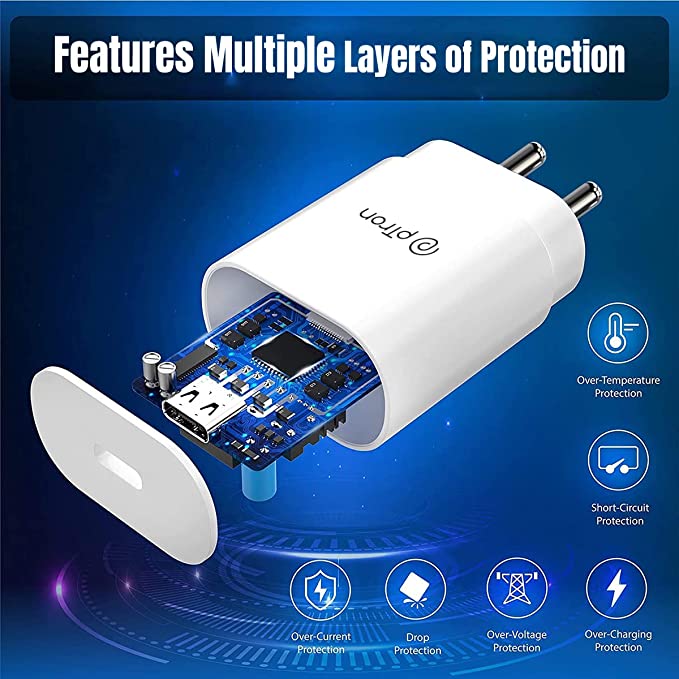 Features Multiple Layers of Protection
pTron
Over-Temperature
Protection
Short-Circuit
Protection
Over-Current
Protection
Drop
Protection
Over-Voltage
Protection
Over-Charging
Protection